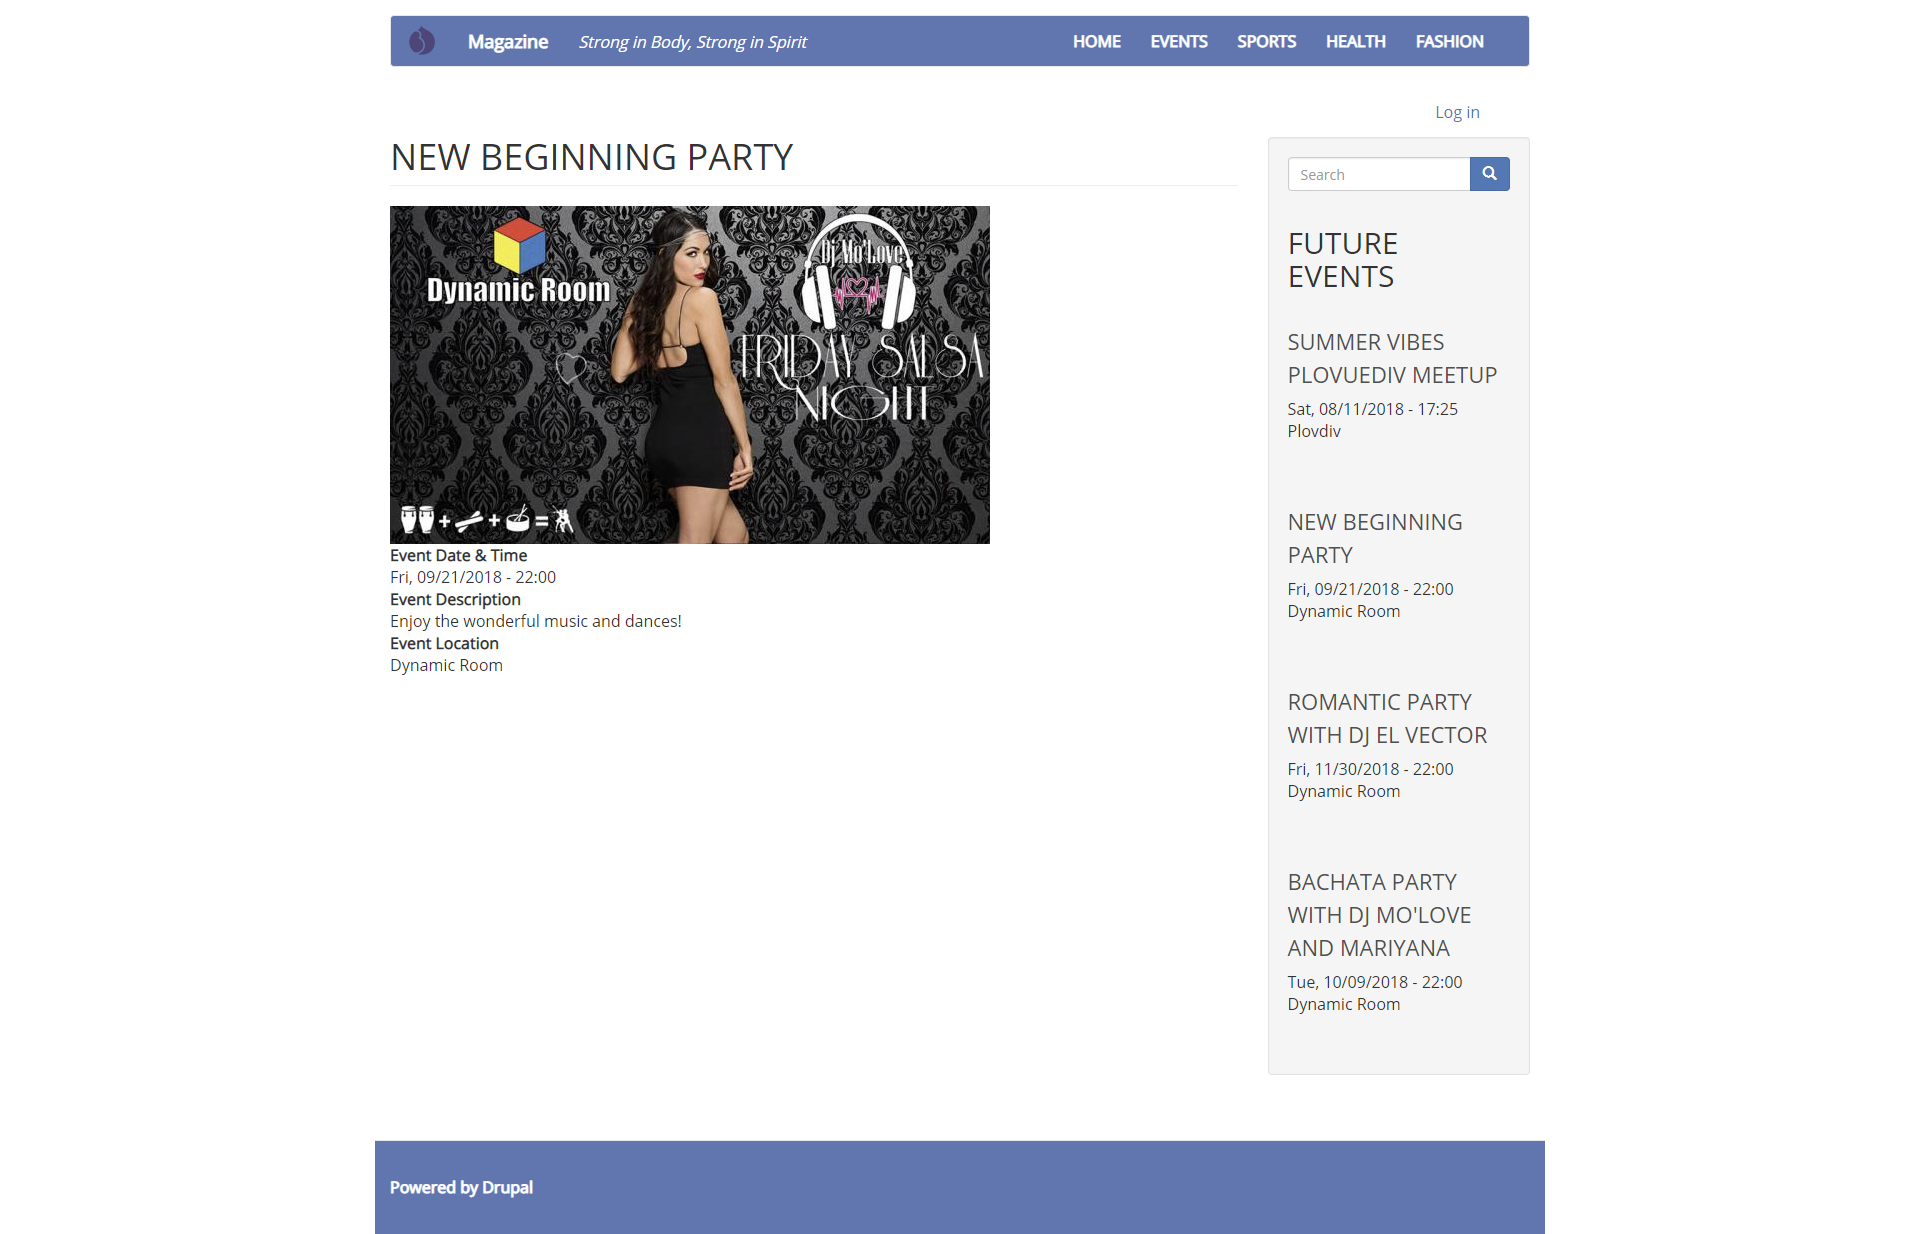 Magazine
Strong in Body, Strong in Spirit
HOME
EVENTS
SPORTS
HEALTH
FASHION
Log in
NEW BEGINNING PARTY
Dynamic Room
Dj Mo'Love
FRIDAY SALSA
NIGHT
Event Date & Time
Fri, 09/21/2018 - 22:00
Event Description
Enjoy the wonderful music and dances!
Event Location
Dynamic Room
Search
FUTURE
EVENTS
SUMMER VIBES
PLOVUEDIV MEETUP
Sat, 08/11/2018 - 17:25
Plovdiv
NEW BEGINNING
PARTY
Fri, 09/21/2018 - 22:00
Dynamic Room
ROMANTIC PARTY
WITH DJ EL VECTOR
Fri, 11/30/2018 - 22:00
Dynamic Room
BACHATA PARTY
WITH DJ MO'LOVE
AND MARIYANA
Tue, 10/09/2018 - 22:00
Dynamic Room
Powered by Drupal